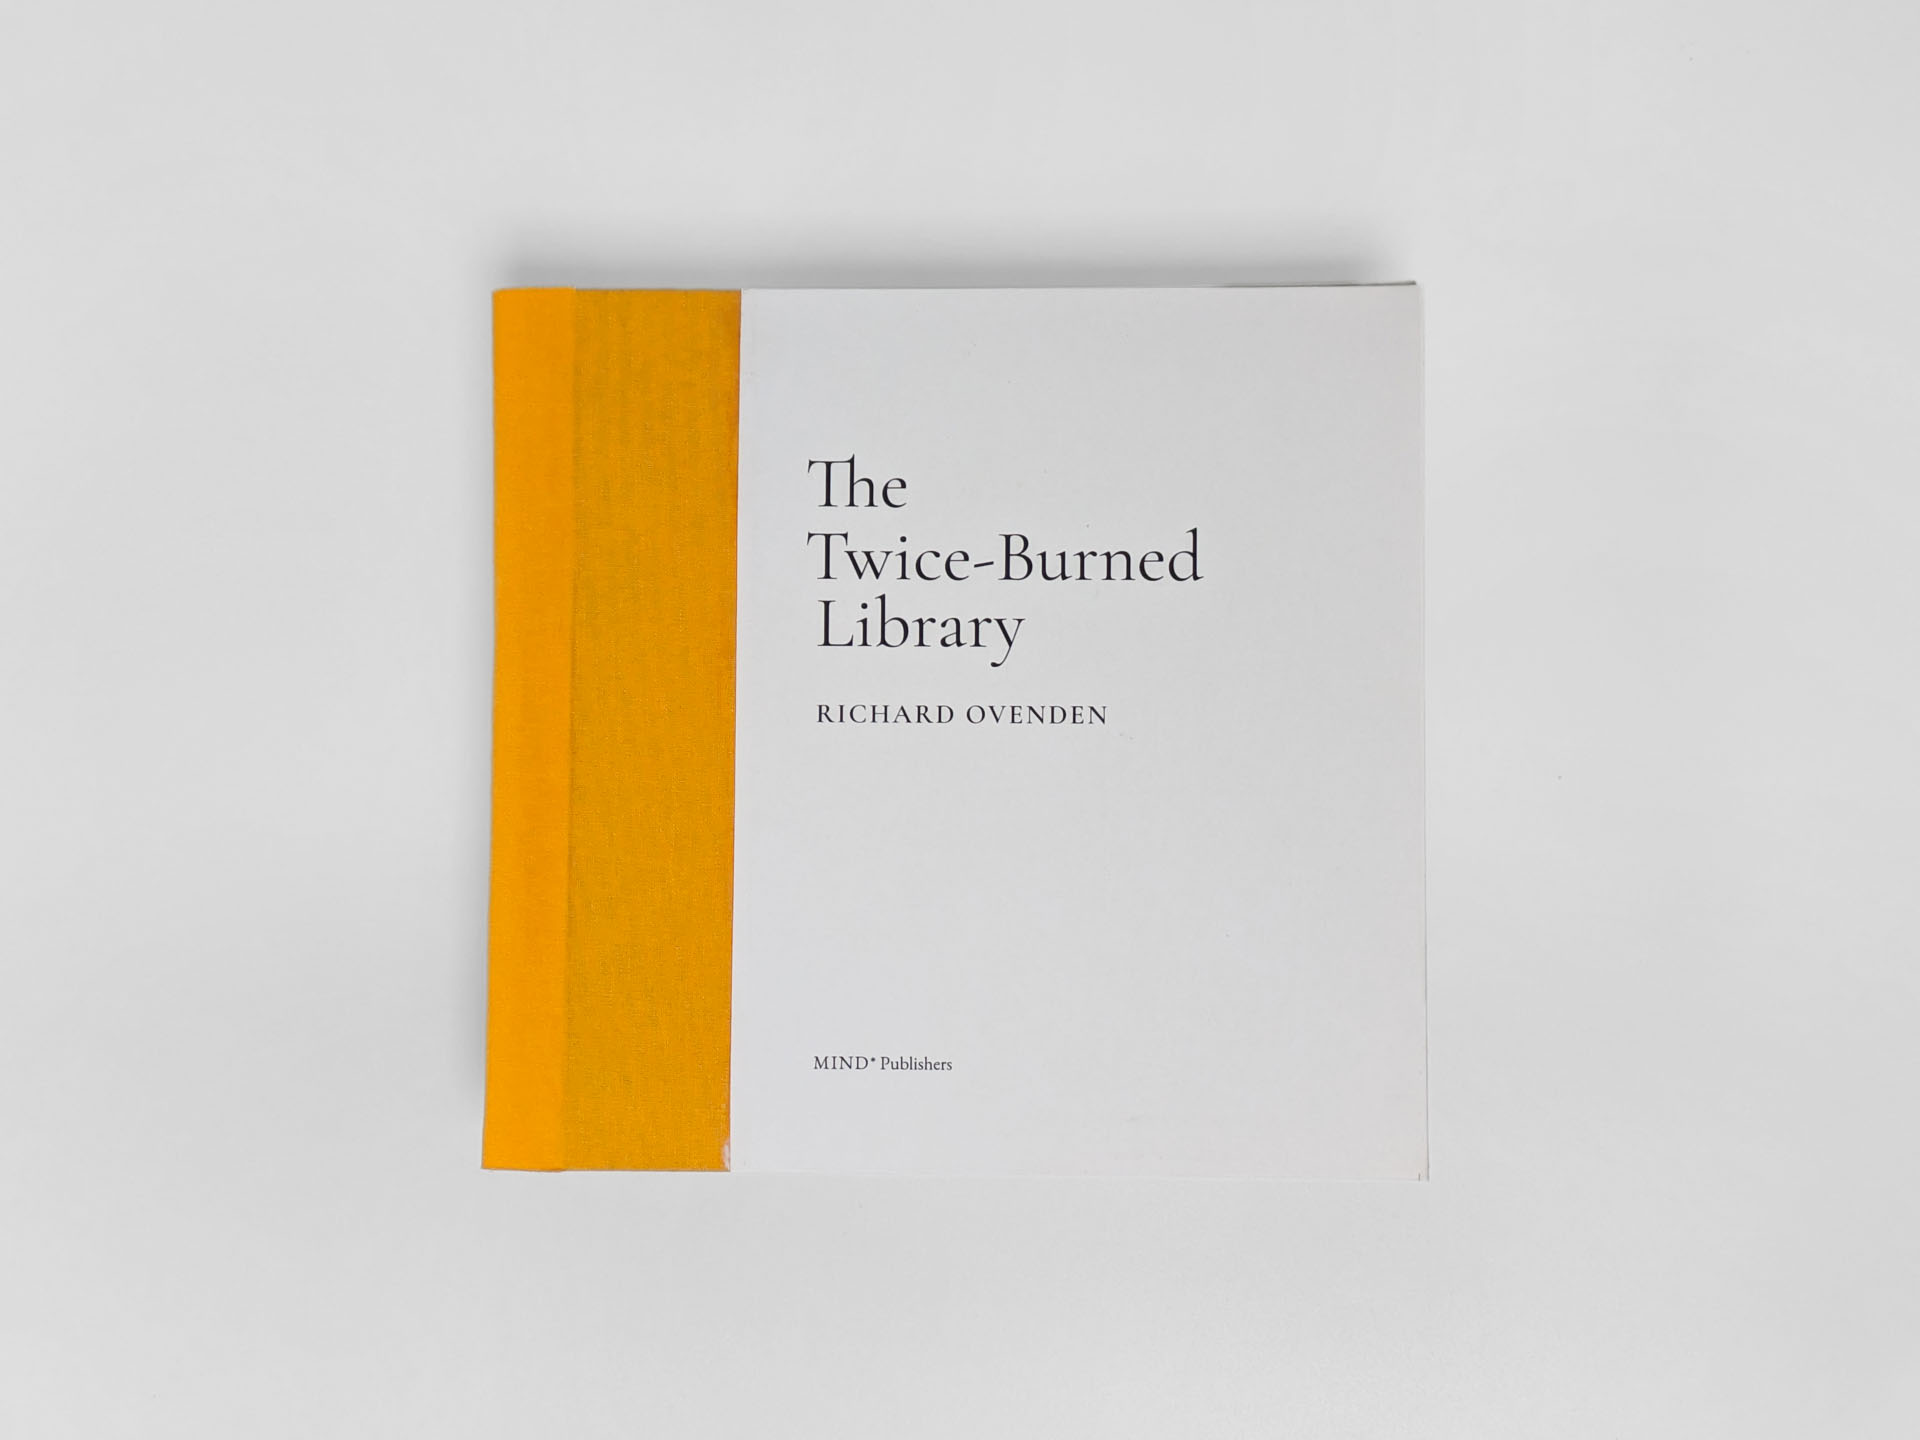 The
Twice-Burned
Library
RICHARD OVENDEN
MIND* Publishers